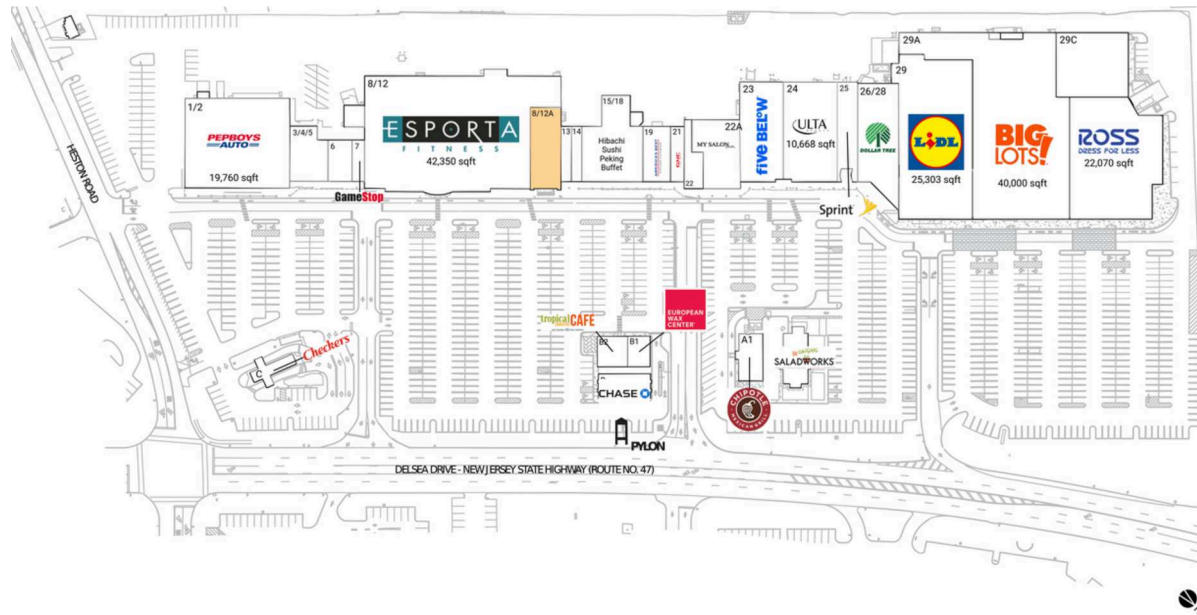 HESTON ROAD
1/2
PEPBOYS
AUTO
19,760 sqft
3/4/5
6
7
GameStop
8/12
ESPORTA
FITNESS
42,350 sqft
8/12A
13
14
15/18
Hibachi
Sushi
Peking
Buffet
19
21
GNC
22
22A
MY SALON
23
five BELOW
24
ULTA
10,668 sqft
25
Sprint
26/28
DOLLAR TREE
29
LIDL
25,303 sqft
29A
BIG
LOTS!
40,000 sqft
29C
ROSS
DRESS FOR LESS
22,070 sqft
C
Checkers
tropical CAFE
B2
B1
EUROPEAN
WAX
CENTER
CHASE
PYLON
A1
SALADWORKS
CHIPOTLE
MEXICAN GRILL
DELSEA DRIVE - NEW JERSEY STATE HIGHWAY (ROUTE NO. 47)